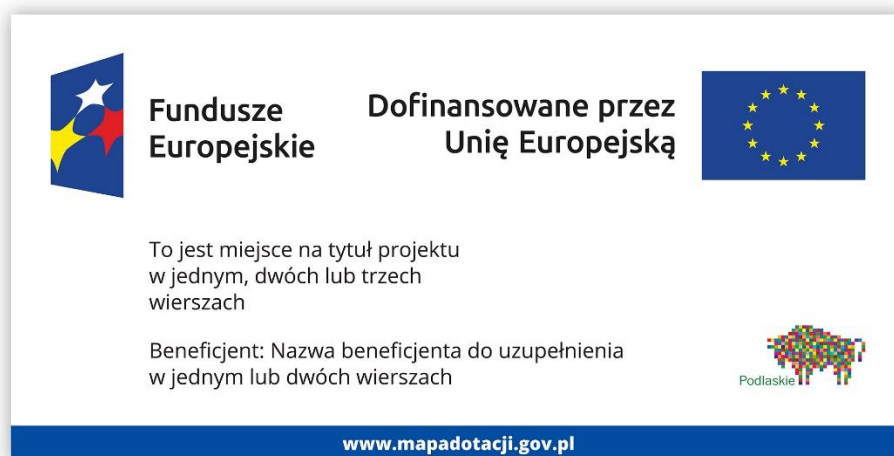 Fundusze
Europejskie
Dofinansowane przez
Unię Europejską
To jest miejsce na tytuł projektu
w jednym, dwóch lub trzech
wierszach
Beneficjent: Nazwa beneficjenta do uzupełnienia
w jednym lub dwóch wierszach
Podlaskie
www.mapadotacji.gov.pl